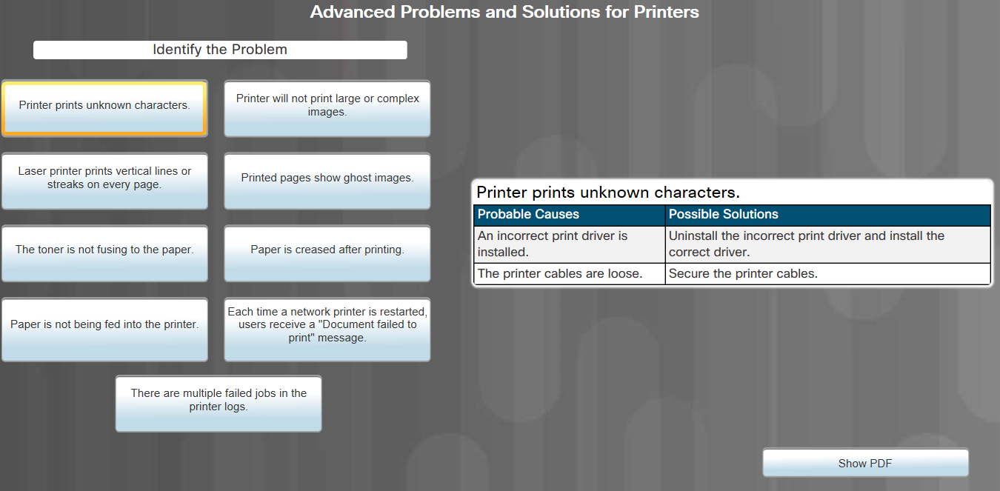 Advanced Problems and Solutions for Printers
Identify the Problem
Printer prints unknown characters.
Printer will not print large or complex
images.
Laser printer prints vertical lines or
streaks on every page.
Printed pages show ghost images.
The toner is not fusing to the paper.
Paper is creased after printing.
Paper is not being fed into the printer.
Each time a network printer is restarted,
users receive a "Document failed to
print" message.
There are multiple failed jobs in the
printer logs.
Printer prints unknown characters.
Probable Causes
Possible Solutions
An incorrect print driver is
installed.
Uninstall the incorrect print driver and install the
correct driver.
The printer cables are loose.
Secure the printer cables.
Show PDF